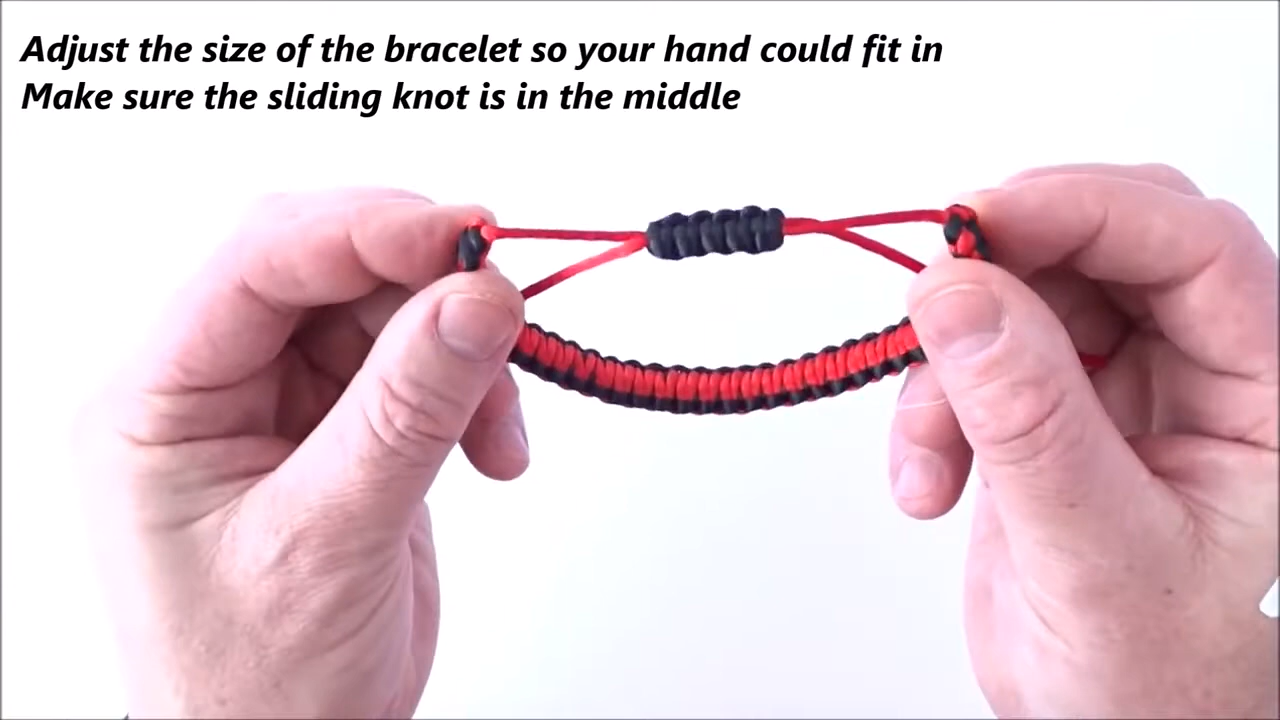 Adjust the size of the bracelet so your hand could fit in
Make sure the sliding knot is in the middle